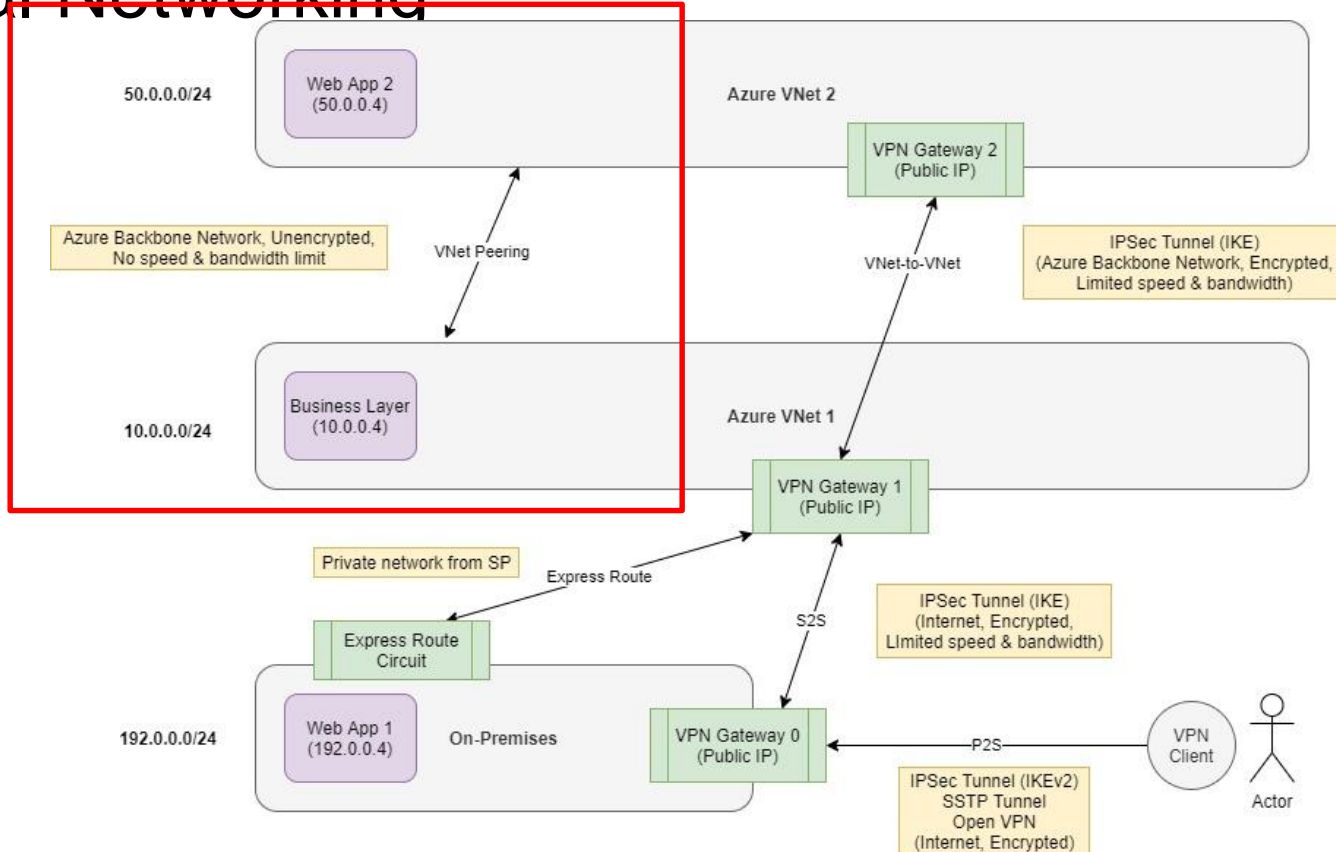 Networking
50.0.0.0/24
Web App 2
(50.0.0.4)
Azure VNet 2
VPN Gateway 2
(Public IP)
Azure Backbone Network, Unencrypted,
No speed & bandwidth limit
VNet Peering
VNet-to-VNet
IPSec Tunnel (IKE)
(Azure Backbone Network, Encrypted,
Limited speed & bandwidth)
10.0.0.0/24
Business Layer
(10.0.0.4)
Azure VNet 1
VPN Gateway 1
(Public IP)
Private network from SP
Express Route
Express Route
Circuit
S2S
IPSec Tunnel (IKE)
(Internet, Encrypted,
LImited speed & bandwidth)
192.0.0.0/24
Web App 1
(192.0.0.4)
On-Premises
VPN Gateway 0
(Public IP)
P2S
VPN
Client
Actor
IPSec Tunnel (IKEv2)
SSTP Tunnel
Open VPN
(Internet, Encrypted)